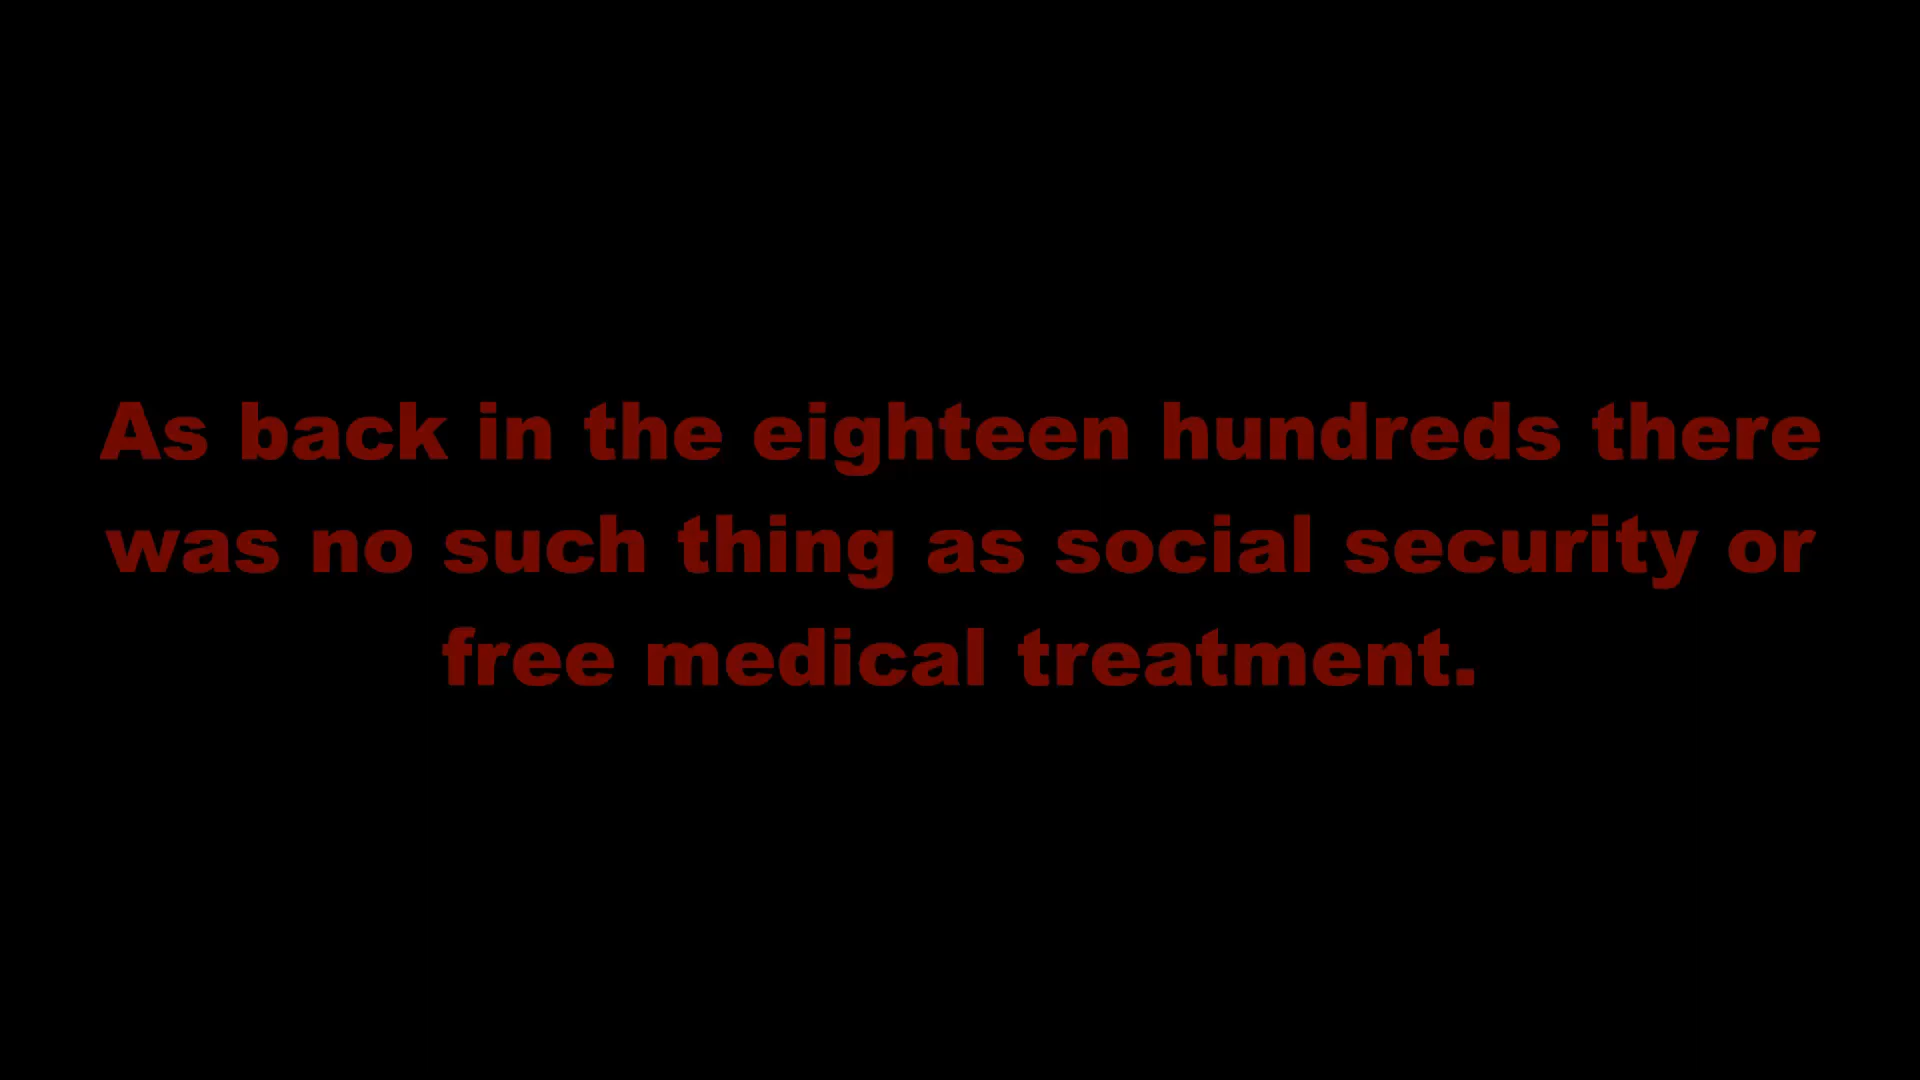 As back in the eighteen hundreds there
was no such thing as social security or
free medical treatment.